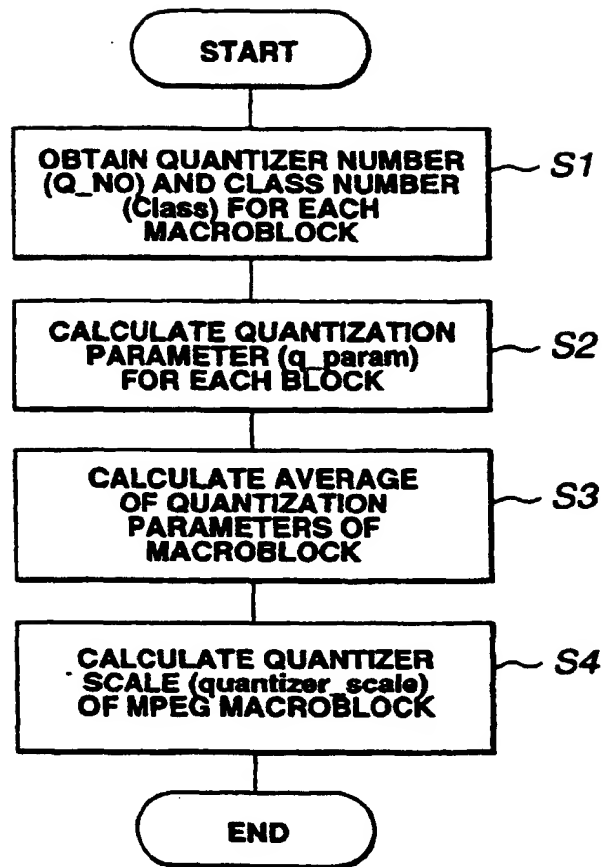 START
OBTAIN QUANTIZER NUMBER
(Q_NO) AND CLASS NUMBER
(Class) FOR EACH
MACROBLOCK
S1
CALCULATE QUANTIZATION
PARAMETER (q_param)
FOR EACH BLOCK
S2
CALCULATE AVERAGE
OF QUANTIZATION
PARAMETERS OF
MACROBLOCK
S3
CALCULATE QUANTIZER
SCALE (quantizer_scale)
OF MPEG MACROBLOCK
S4
END